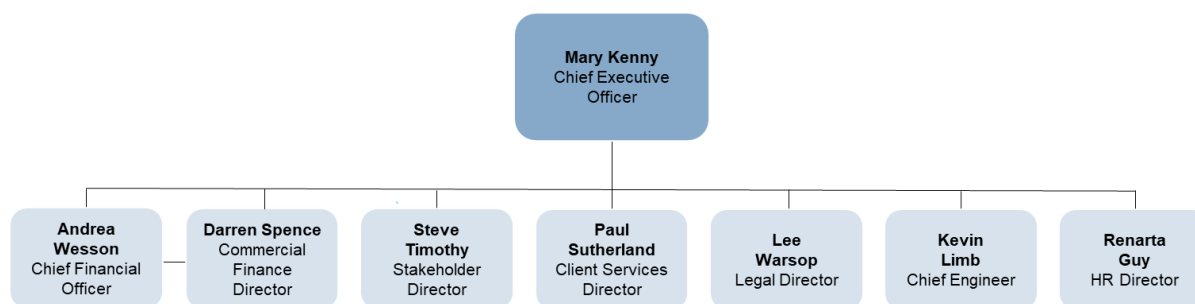 Mary Kenny
Chief Executive
Officer
Andrea
Wesson
Chief Financial
Officer
Darren Spence
Commercial
Finance
Director
Steve
Timothy
Stakeholder
Director
Paul
Sutherland
Client Services
Director
Lee
Warsop
Legal Director
Kevin
Limb
Chief Engineer
Renarta
Guy
HR Director